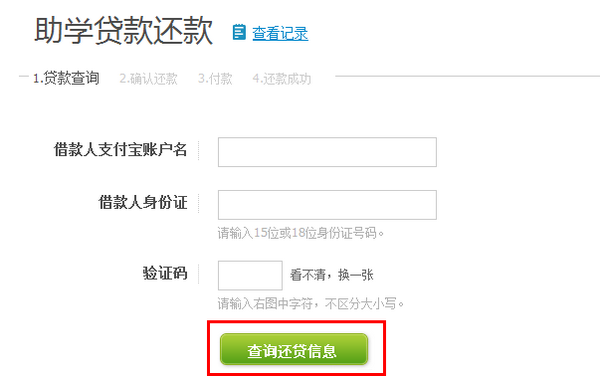 助学贷款还款 查看记录
1.贷款查询 2.确认还款 3.付款 4.还款成功
借款人支付宝账户名
借款人身份证
请输入15位或18位身份证号码。
验证码 看不清，换一张
请输入右图中字符，不区分大小写。
查询还贷信息